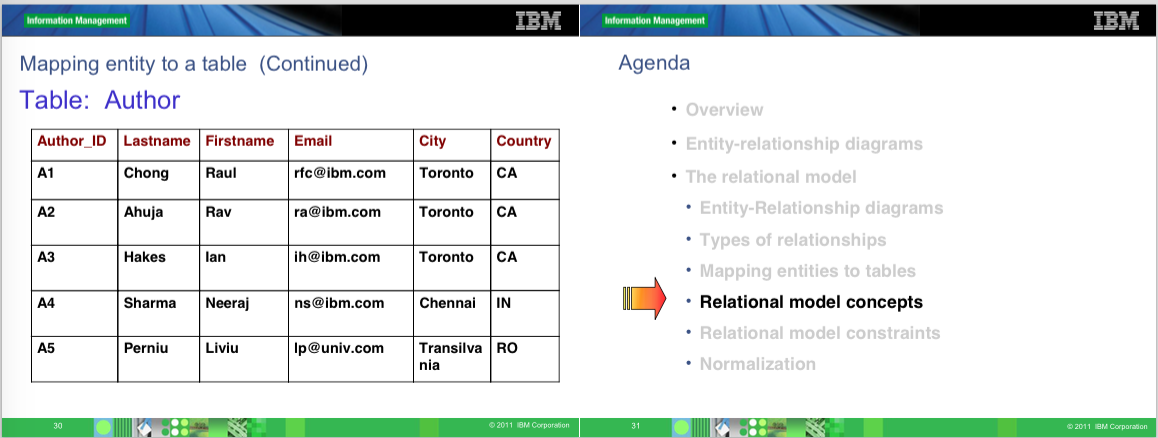 Information Management
IBM
Mapping entity to a table (Continued)
Table: Author
Author_ID Lastname Firstname Email City Country
A1 Chong Raul rfc@ibm.com Toronto CA
A2 Ahuja Rav ra@ibm.com Toronto CA
A3 Hakes Ian ih@ibm.com Toronto CA
A4 Sharma Neeraj ns@ibm.com Chennai IN
A5 Perniu Liviu lp@univ.com Transilva RO
nia
30
© 2011 IBM Corporation
Information Management
IBM
Agenda
• Overview
• Entity-relationship diagrams
• The relational model
• Entity-Relationship diagrams
• Types of relationships
• Mapping entities to tables
• Relational model concepts
• Relational model constraints
• Normalization
31
© 2011 IBM Corporation